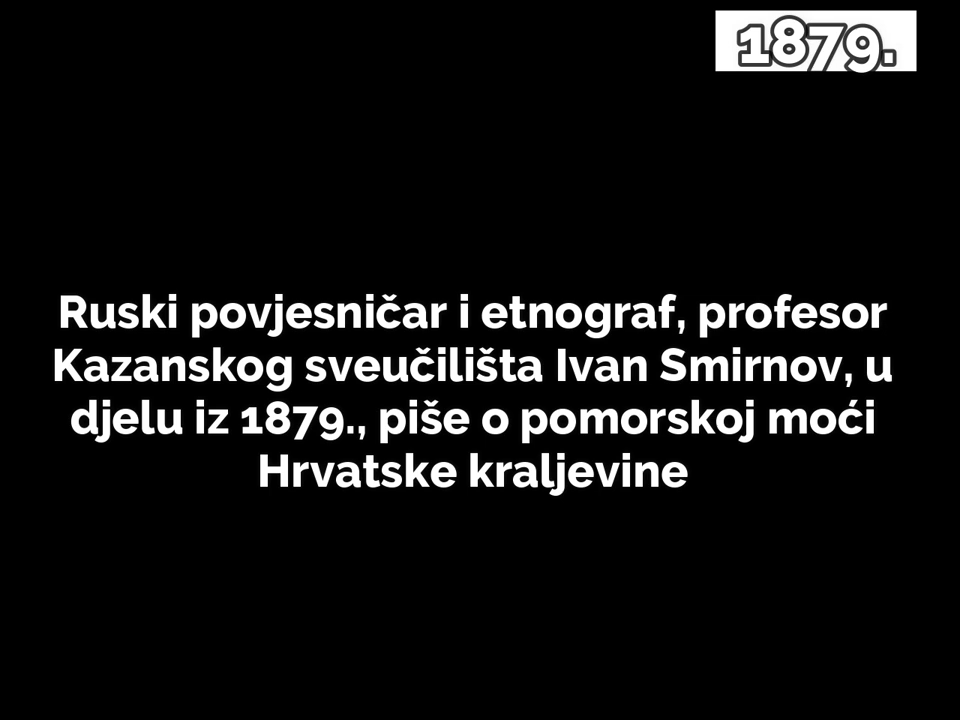 1879.
Ruski povjesničar i etnograf, profesor
Kazanskog sveučilišta Ivan Smirnov, u
djelu iz 1879., piše o pomorskoj moći
Hrvatske kraljevine